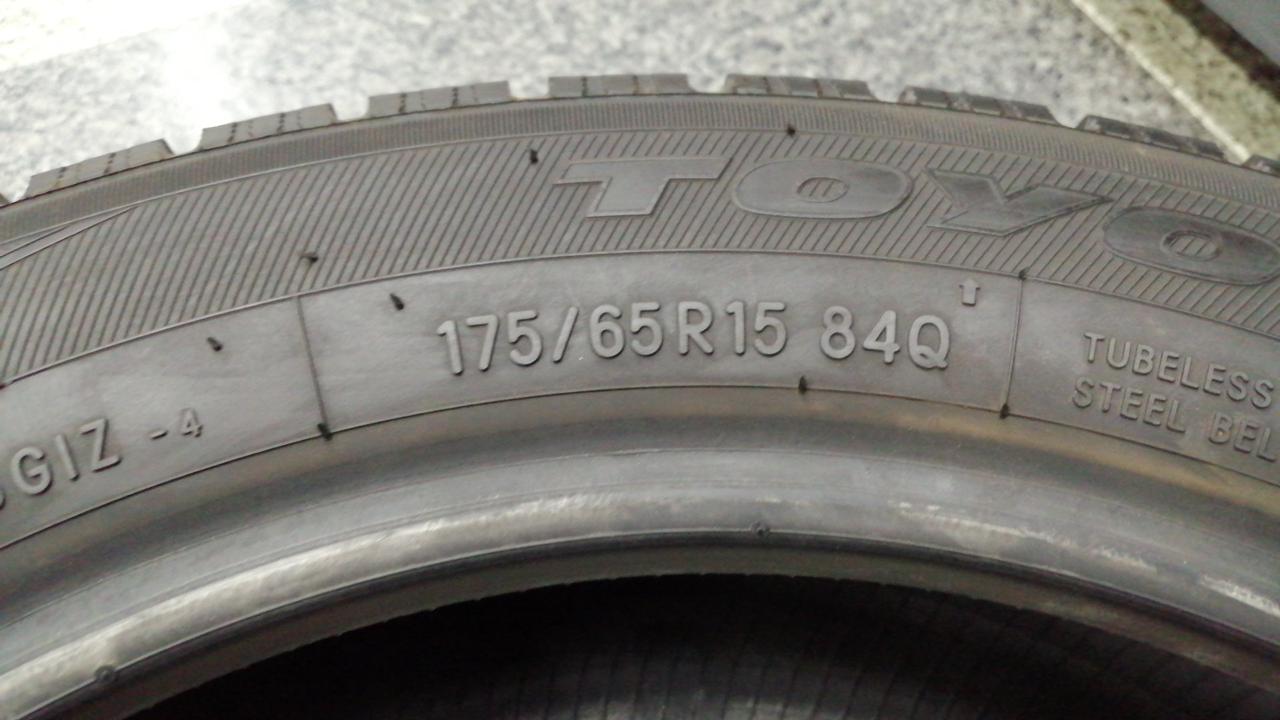 TOYO
175/65R15 84Q
GIZ -4
TUBELESS
STEEL BEL